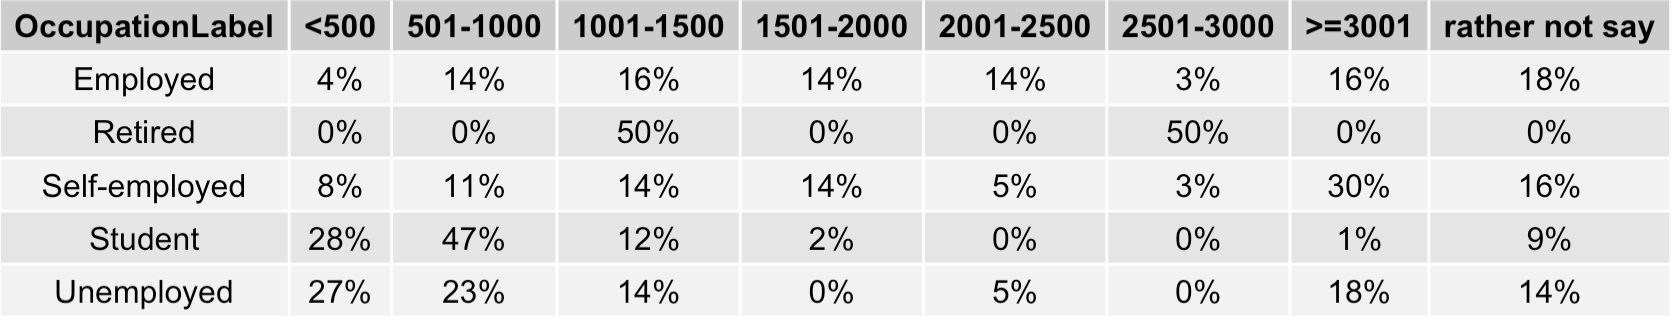 OccupationLabel <500 501-1000 1001-1500 1501-2000 2001-2500 2501-3000 >=3001 rather not say
Employed 4% 14% 16% 14% 14% 3% 16% 18%
Retired 0% 0% 50% 0% 0% 50% 0% 0%
Self-employed 8% 11% 14% 14% 5% 3% 30% 16%
Student 28% 47% 12% 2% 0% 0% 1% 9%
Unemployed 27% 23% 14% 0% 5% 0% 18% 14%